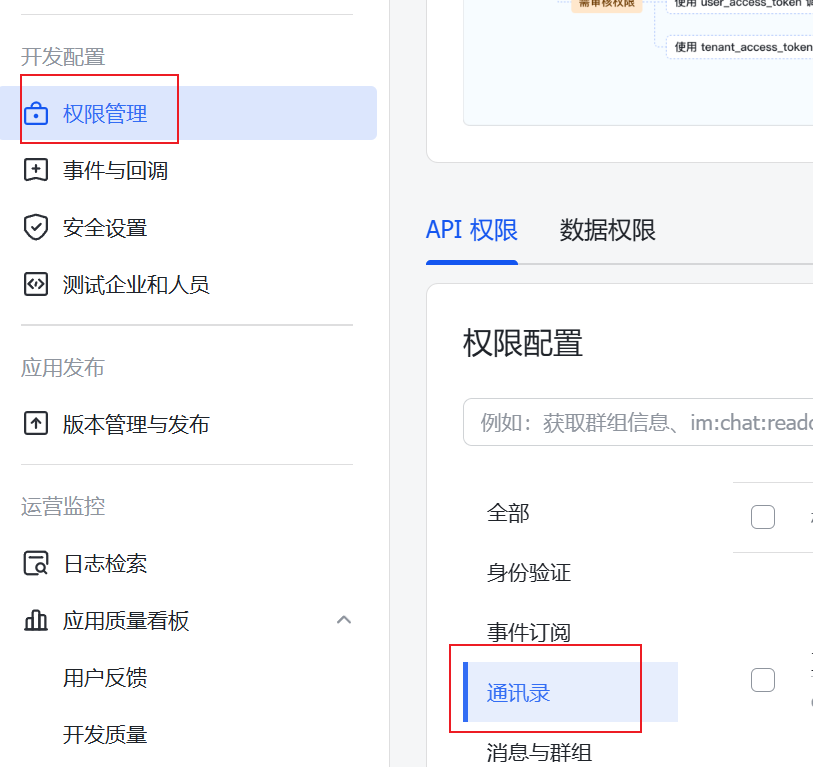 开发配置
权限管理
事件与回调
安全设置
测试企业和人员
应用发布
版本管理与发布
运营监控
日志检索
应用质量看板
用户反馈
开发质量
需审核权限
使用 user_access_token
使用 tenant_access_token
API 权限
数据权限
权限配置
例如：获取群组信息、im:chat:reado
全部
身份验证
事件订阅
通讯录
消息与群组